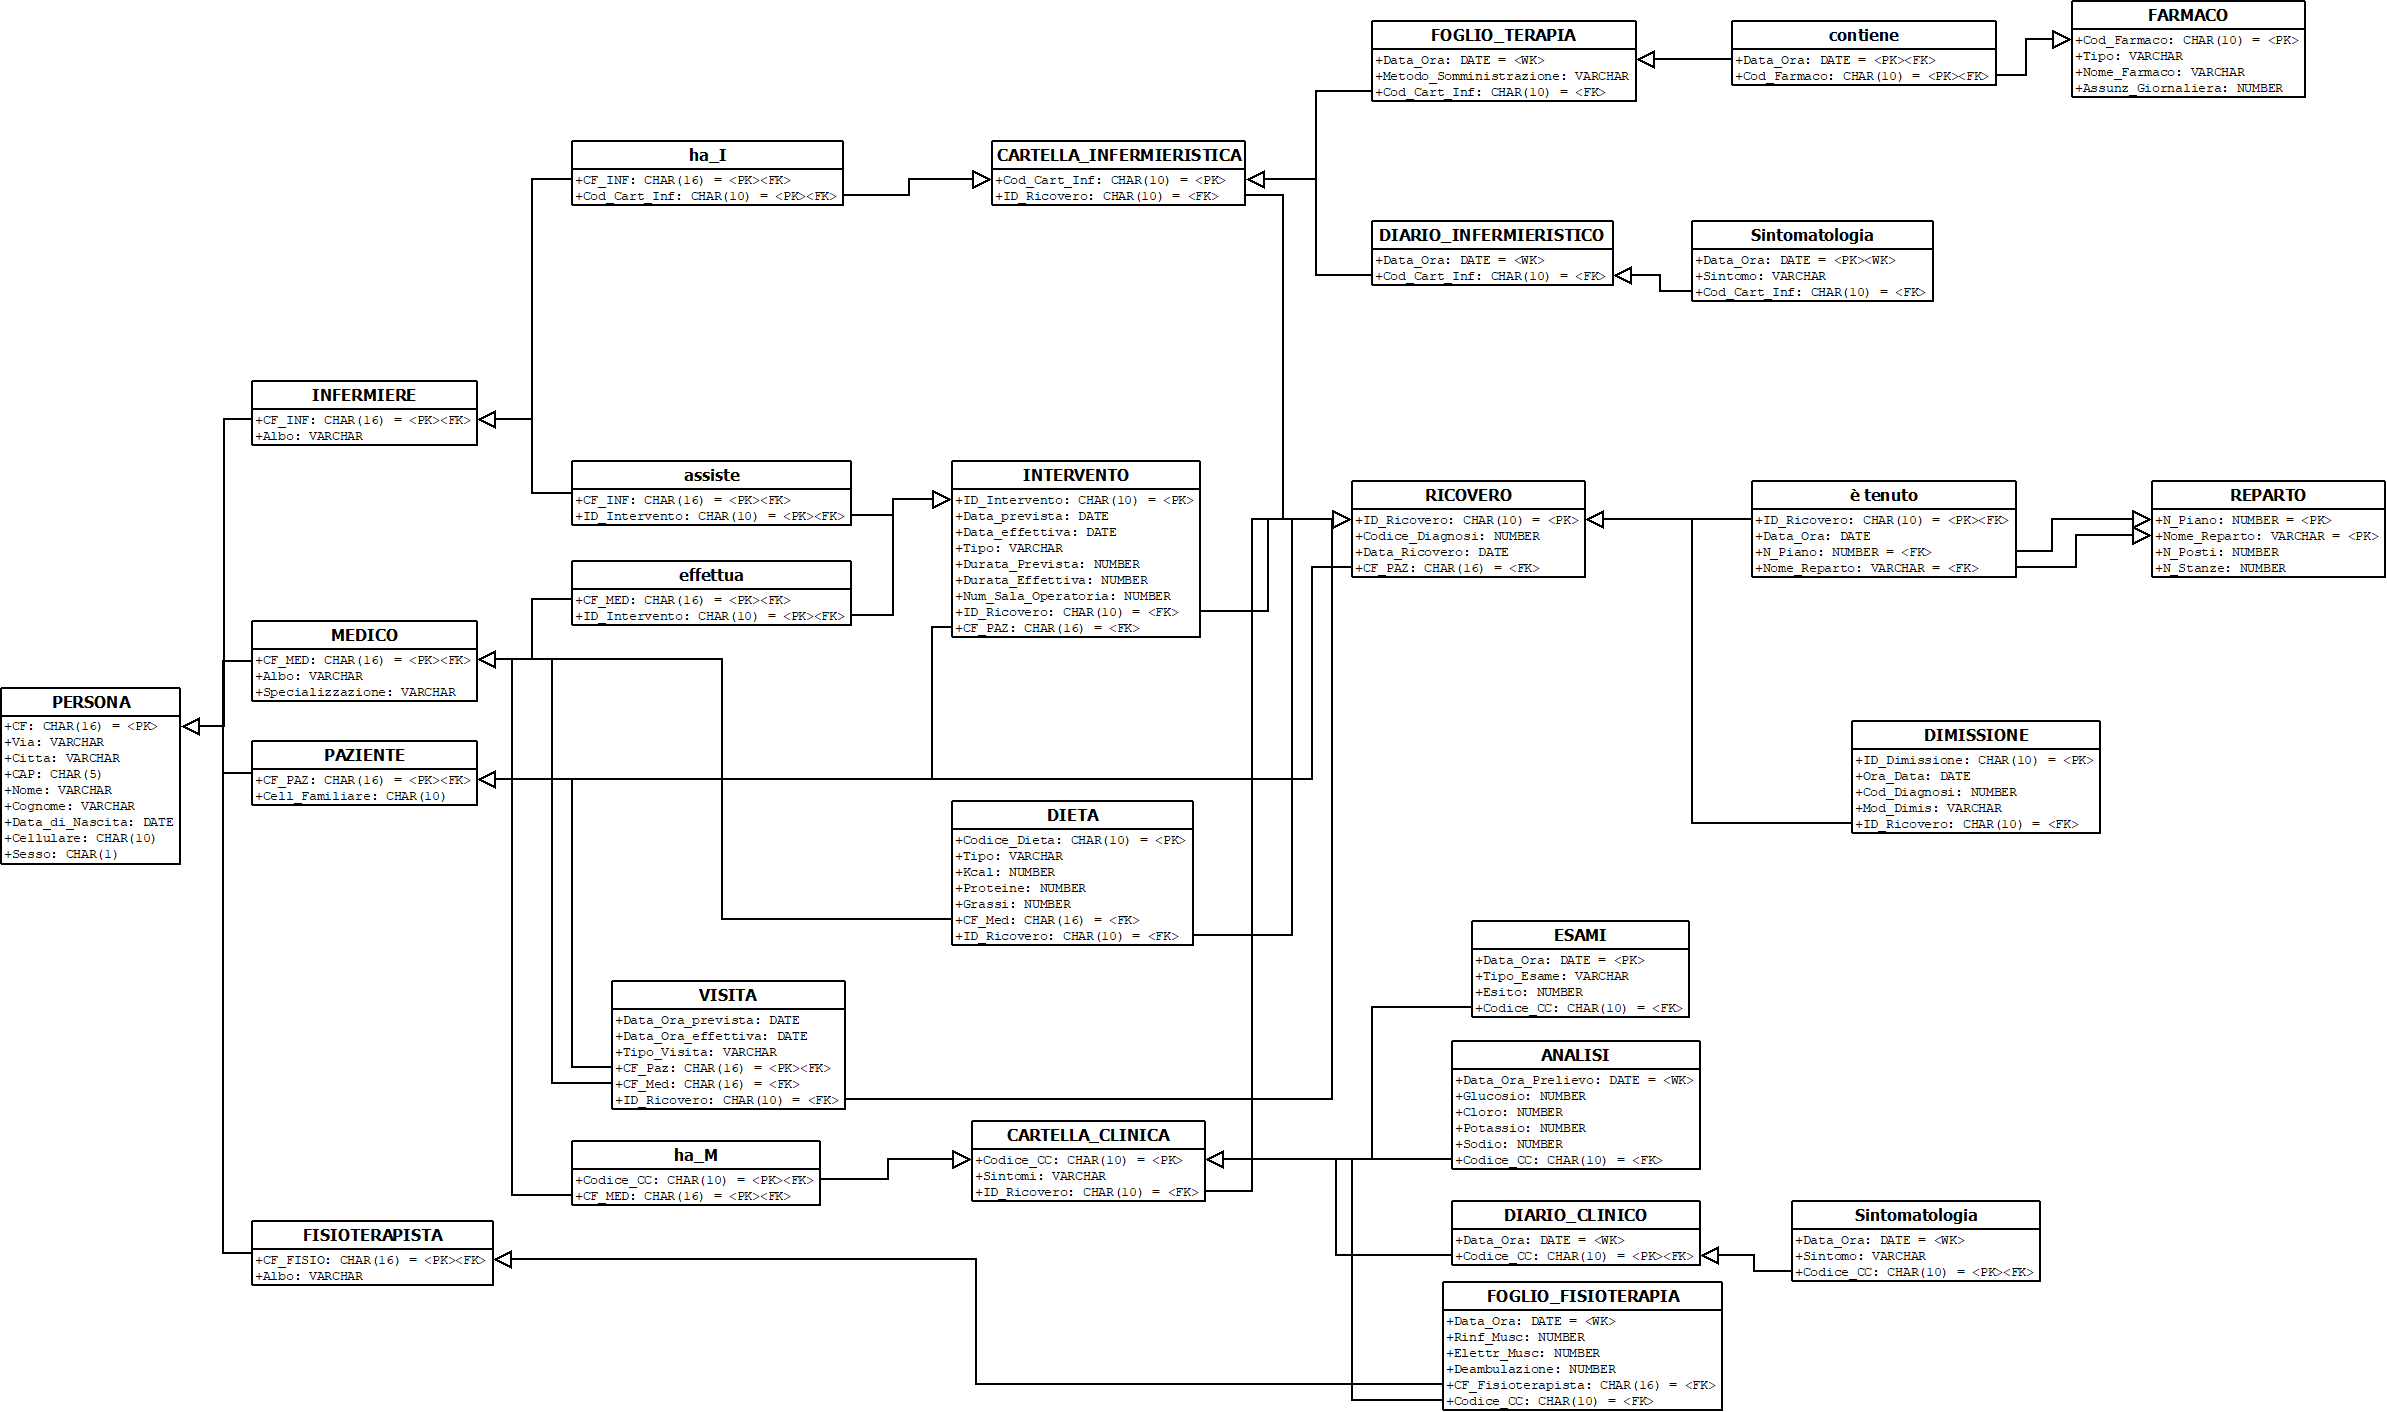 FARMACO
+Cod_Farmaco: CHAR(10) = <PK>
+Tipo: VARCHAR
+Nome_Farmaco: VARCHAR
+Assunz_Giornaliera: NUMBER
FOGLIO_TERAPIA
+Data_Ora: DATE = <WK>
+Metodo_Somministrazione: VARCHAR
+Cod_Cart_Inf: CHAR(10) = <FK>
contiene
+Data_Ora: DATE = <PK><FK>
+Cod_Farmaco: CHAR(10) = <PK><FK>
ha_I
+CF_INF: CHAR(16) = <PK><FK>
+Cod_Cart_Inf: CHAR(10) = <PK><FK>
CARTELLA_INFERMIERISTICA
+Cod_Cart_Inf: CHAR(10) = <PK>
+ID_Ricovero: CHAR(10) = <FK>
DIARIO_INFERMIERISTICO
+Data_Ora: DATE = <WK>
+Cod_Cart_Inf: CHAR(10) = <FK>
Sintomatologia
+Data_Ora: DATE = <PK><WK>
+Sintomo: VARCHAR
+Cod_Cart_Inf: CHAR(10) = <FK>
INFERMIERE
+CF_INF: CHAR(16) = <PK><FK>
+Albo: VARCHAR
assiste
+CF_INF: CHAR(16) = <PK><FK>
+ID_Intervento: CHAR(10) = <PK><FK>
INTERVENTO
+ID_Intervento: CHAR(10) = <PK>
+Data_prevista: DATE
+Data_effettiva: DATE
+Tipo: VARCHAR
+Durata_Prevista: NUMBER
+Durata_Effettiva: NUMBER
+Num_Sala_Operatoria: NUMBER
+ID_Ricovero: CHAR(10) = <FK>
+CF_PAZ: CHAR(16) = <FK>
RICOVERO
+ID_Ricovero: CHAR(10) = <PK>
+Codice_Diagnosi: NUMBER
+Data_Ricovero: DATE
+CF_PAZ: CHAR(16) = <FK>
è tenuto
+ID_Ricovero: CHAR(10) = <PK><FK>
+Data_Ora: DATE
+N_Piano: NUMBER = <FK>
+Nome_Reparto: VARCHAR = <FK>
REPARTO
+N_Piano: NUMBER = <PK>
+Nome_Reparto: VARCHAR = <PK>
+N_Posti: NUMBER
+N_Stanze: NUMBER
effettua
+CF_MED: CHAR(16) = <PK><FK>
+ID_Intervento: CHAR(10) = <PK><FK>
MEDICO
+CF_MED: CHAR(16) = <PK><FK>
+Albo: VARCHAR
+Specializzazione: VARCHAR
PERSONA
+CF: CHAR(16) = <PK>
+Via: VARCHAR
+Citta: VARCHAR
+CAP: CHAR(5)
+Nome: VARCHAR
+Cognome: VARCHAR
+Data_di_Nascita: DATE
+Cellulare: CHAR(10)
+Sesso: CHAR(1)
PAZIENTE
+CF_PAZ: CHAR(16) = <PK><FK>
+Cell_Familiare: CHAR(10)
DIMISSIONE
+ID_Dimissione: CHAR(10) = <PK>
+Ora_Data: DATE
+Cod_Diagnosi: NUMBER
+Mod_Dimis: VARCHAR
+ID_Ricovero: CHAR(10) = <FK>
DIETA
+Codice_Dieta: CHAR(10) = <PK>
+Tipo: VARCHAR
+Kcal: NUMBER
+Proteine: NUMBER
+Grassi: NUMBER
+CF_Med: CHAR(16) = <FK>
+ID_Ricovero: CHAR(10) = <FK>
ESAMI
+Data_Ora: DATE = <PK>
+Tipo_Esame: VARCHAR
+Esito: NUMBER
+Codice_CC: CHAR(10) = <FK>
VISITA
+Data_Ora_prevista: DATE
+Data_Ora_effettiva: DATE
+Tipo_Visita: VARCHAR
+CF_Paz: CHAR(16) = <PK><FK>
+CF_Med: CHAR(16) = <FK>
+ID_Ricovero: CHAR(10) = <FK>
ANALISI
+Data_Ora_Prelievo: DATE = <WK>
+Glucosio: NUMBER
+Cloro: NUMBER
+Potassio: NUMBER
+Sodio: NUMBER
+Codice_CC: CHAR(10) = <FK>
ha_M
+Codice_CC: CHAR(10) = <PK><FK>
+CF_MED: CHAR(16) = <PK><FK>
CARTELLA_CLINICA
+Codice_CC: CHAR(10) = <PK>
+Sintomi: VARCHAR
+ID_Ricovero: CHAR(10) = <FK>
FISIOTERAPISTA
+CF_FISIO: CHAR(16) = <PK><FK>
+Albo: VARCHAR
DIARIO_CLINICO
+Data_Ora: DATE = <WK>
+Codice_CC: CHAR(10) = <PK><FK>
Sintomatologia
+Data_Ora: DATE = <WK>
+Sintomo: VARCHAR
+Codice_CC: CHAR(10) = <PK><FK>
FOGLIO_FISIOTERAPIA
+Data_Ora: DATE = <WK>
+Rinf_Musc: NUMBER
+Elettr_Musc: NUMBER
+Deambulazione: NUMBER
+CF_Fisioterapista: CHAR(16) = <FK>
+Codice_CC: CHAR(10) = <FK>